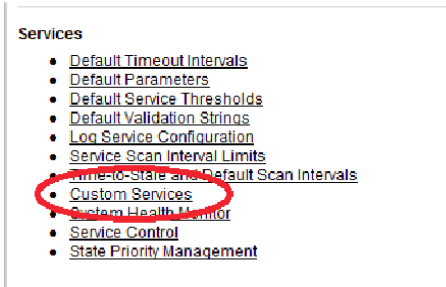 Services
Default Timeout Intervals
Default Parameters
Default Service Thresholds
Default Validation Strings
Log Service Configuration
Service Scan Interval Limits
Time-to-State and Default Scan Intervals
Custom Services
System Health Monitor
Service Control
State Priority Management